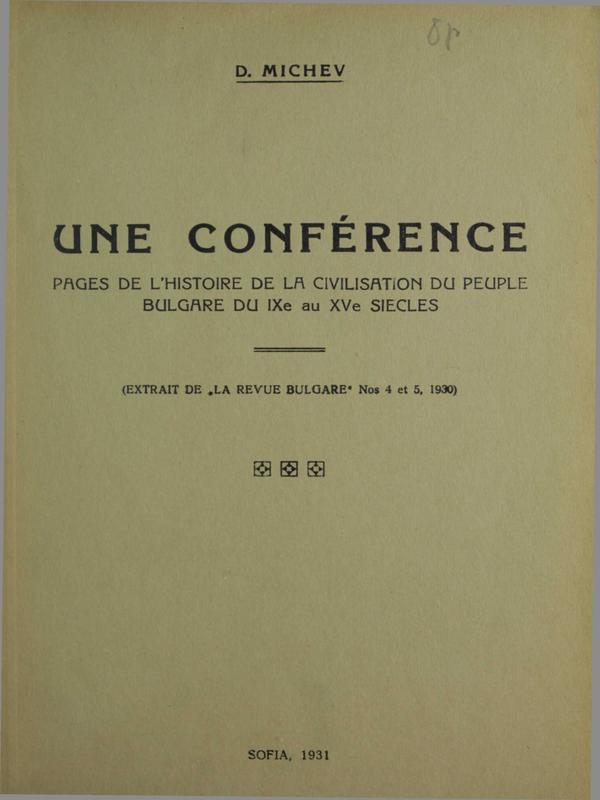 D. MICHEV
UNE CONFÉRENCE
PAGES DE L'HISTOIRE DE LA CIVILISATION DU PEUPLE
BULGARE DU IXe au XVe SIECLES
(EXTRAIT DE „LA REVUE BULGARE“ Nos 4 et 5, 1930)
SOFIA, 1931